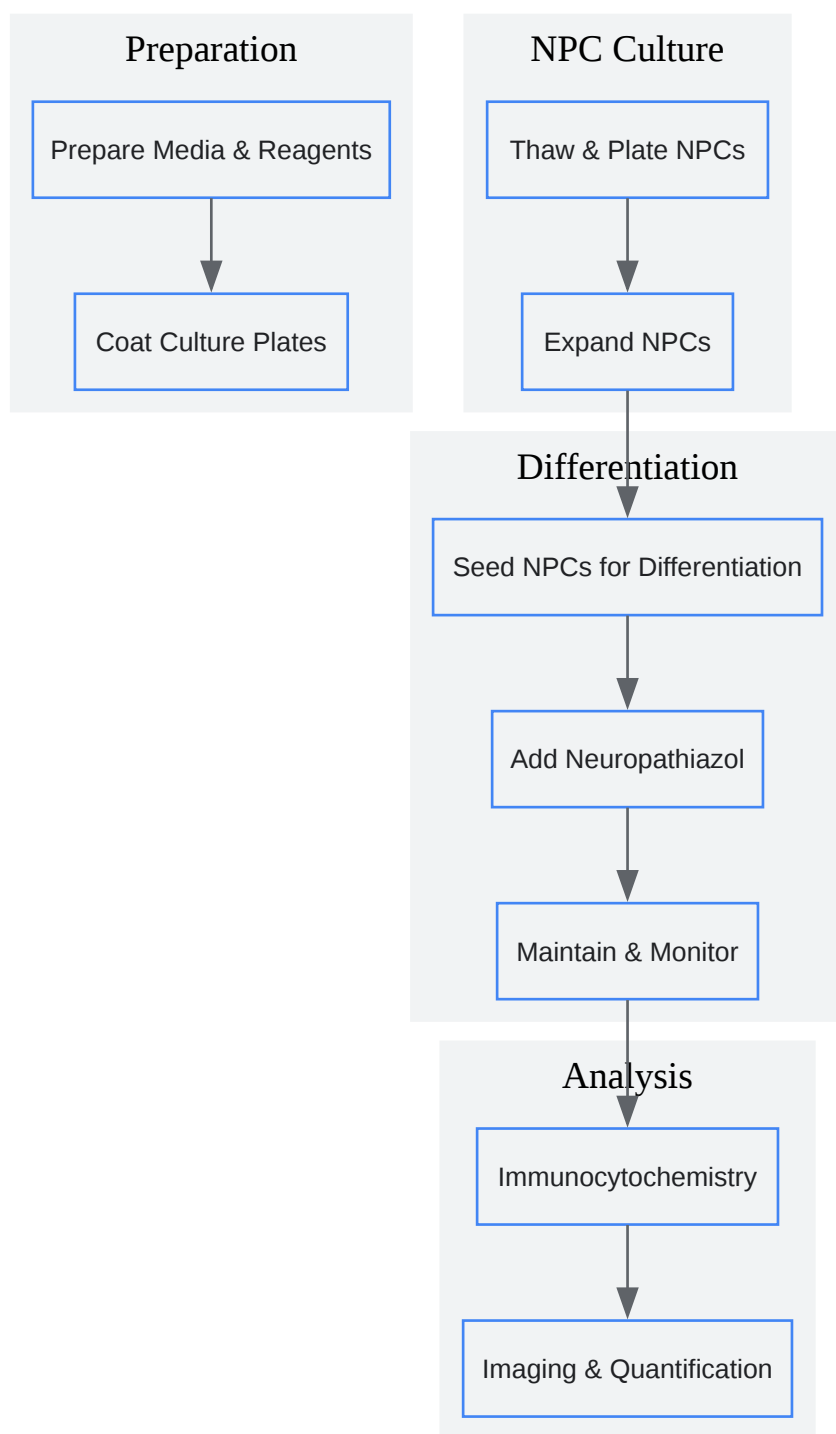 Preparation
Prepare Media & Reagents
Coat Culture Plates
NPC Culture
Thaw & Plate NPCs
Expand NPCs
Differentiation
Seed NPCs for Differentiation
Add Neuropathiazol
Maintain & Monitor
Analysis
Immunocytochemistry
Imaging & Quantification